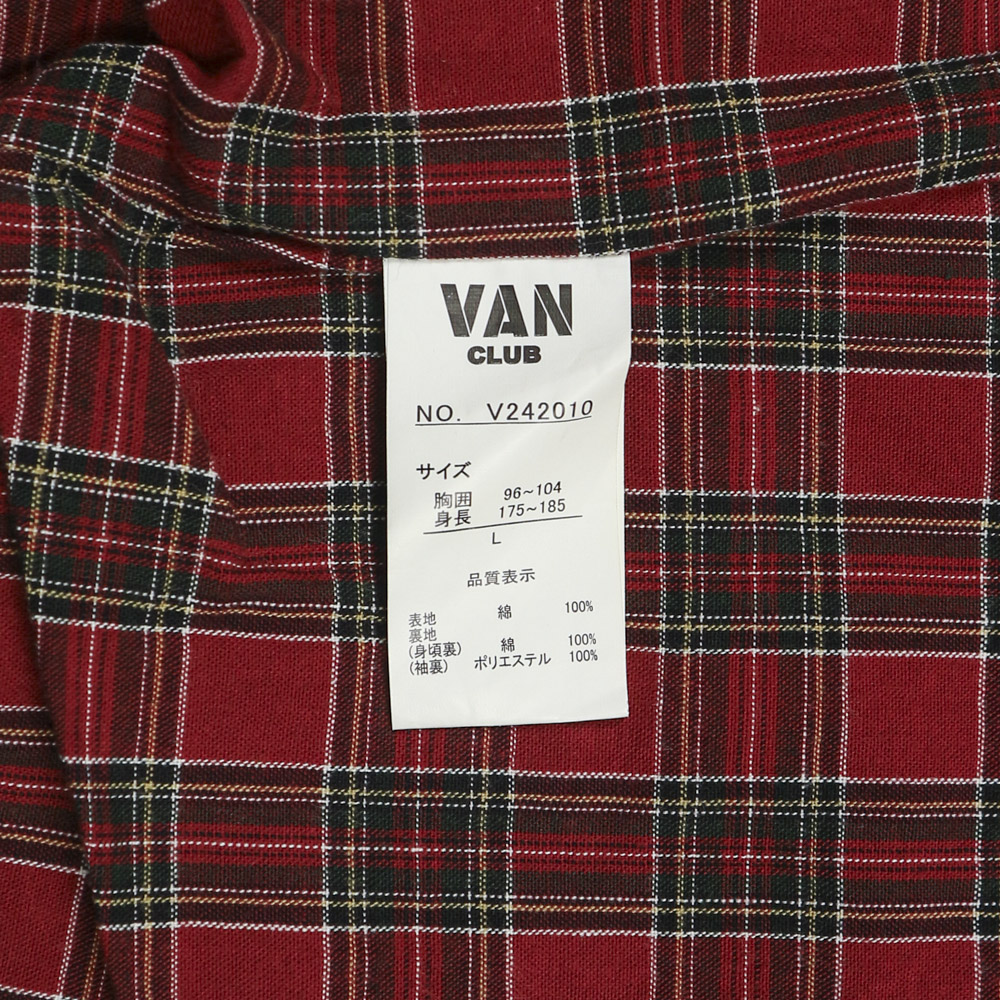 VAN
CLUB
NO. V242010
サイズ
胸囲 96~104
身長 175~185
L
品質表示
表地 綿 100%
裏地
(身頃裏) 綿 100%
(袖裏) ポリエステル 100%